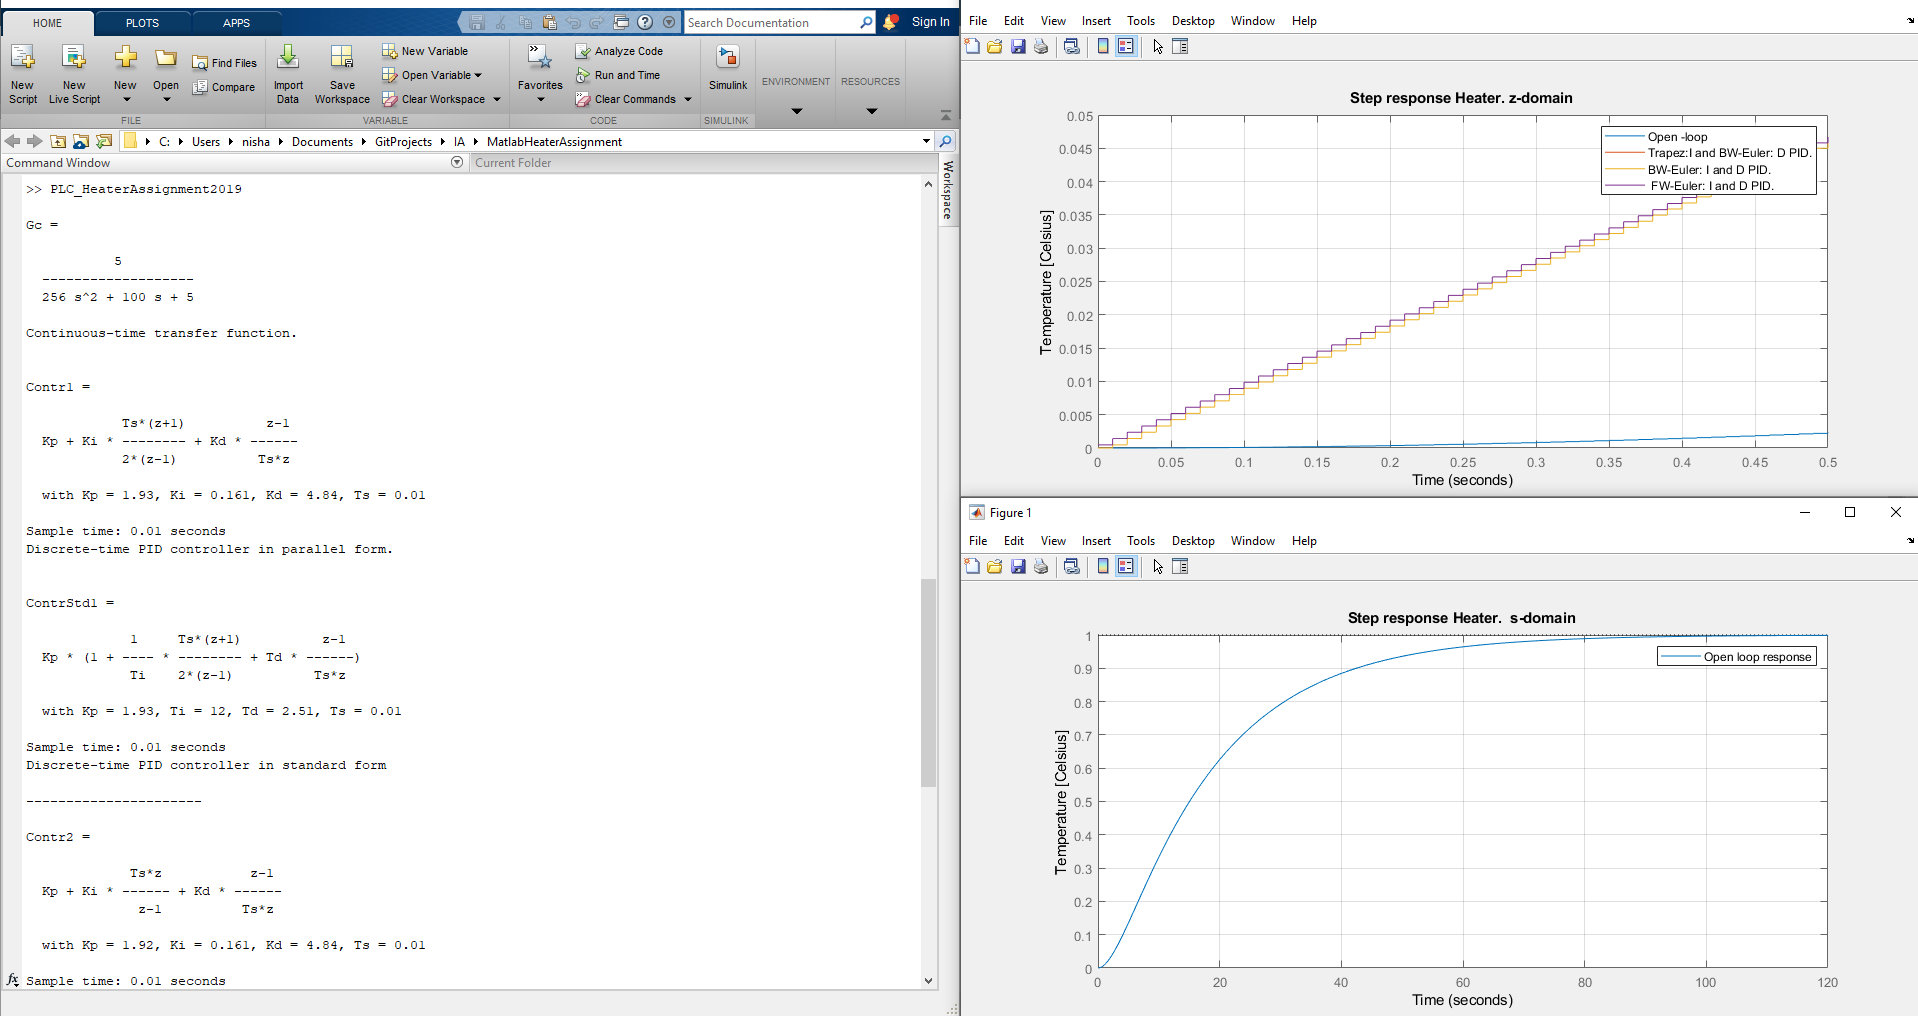 HOME PLOTS APPS
Search Documentation
Sign In
New Script
New Live Script
New
Open
Find Files
Compare
Import Data
Save Workspace
New Variable
Open Variable
Clear Workspace
Favorites
Analyze Code
Run and Time
Clear Commands
Simulink
ENVIRONMENT
RESOURCES
FILE VARIABLE CODE SIMULINK
C: Users nisha Documents GitProjects IA MatlabHeaterAssignment
Command Window
Current Folder
Workspace
>> PLC_HeaterAssignment2019
Gc =
5
-------------------
256 s^2 + 100 s + 5
Continuous-time transfer function.
Contr1 =
Ts*(z+1) z-1
Kp + Ki * -------- + Kd * ------
2*(z-1) Ts*z
with Kp = 1.93, Ki = 0.161, Kd = 4.84, Ts = 0.01
Sample time: 0.01 seconds
Discrete-time PID controller in parallel form.
ContrStd1 =
1 Ts*(z+1) z-1
Kp * (1 + ---- * -------- + Td * ------)
Ti 2*(z-1) Ts*z
with Kp = 1.93, Ti = 12, Td = 2.51, Ts = 0.01
Sample time: 0.01 seconds
Discrete-time PID controller in standard form
----------------------
Contr2 =
Ts*z z-1
Kp + Ki * ------ + Kd * ------
z-1 Ts*z
with Kp = 1.92, Ki = 0.161, Kd = 4.84, Ts = 0.01
fx Sample time: 0.01 seconds
File Edit View Insert Tools Desktop Window Help
Step response Heater. z-domain
Open -loop
Trapez:I and BW-Euler: D PID.
BW-Euler: I and D PID.
FW-Euler: I and D PID.
Temperature [Celsius]
0.05
0.045
0.04
0.035
0.03
0.025
0.02
0.015
0.01
0.005
0
0 0.05 0.1 0.15 0.2 0.25 0.3 0.35 0.4 0.45 0.5
Time (seconds)
Figure 1
File Edit View Insert Tools Desktop Window Help
Step response Heater. s-domain
Open loop response
Temperature [Celsius]
1
0.9
0.8
0.7
0.6
0.5
0.4
0.3
0.2
0.1
0
0 20 40 60 80 100 120
Time (seconds)